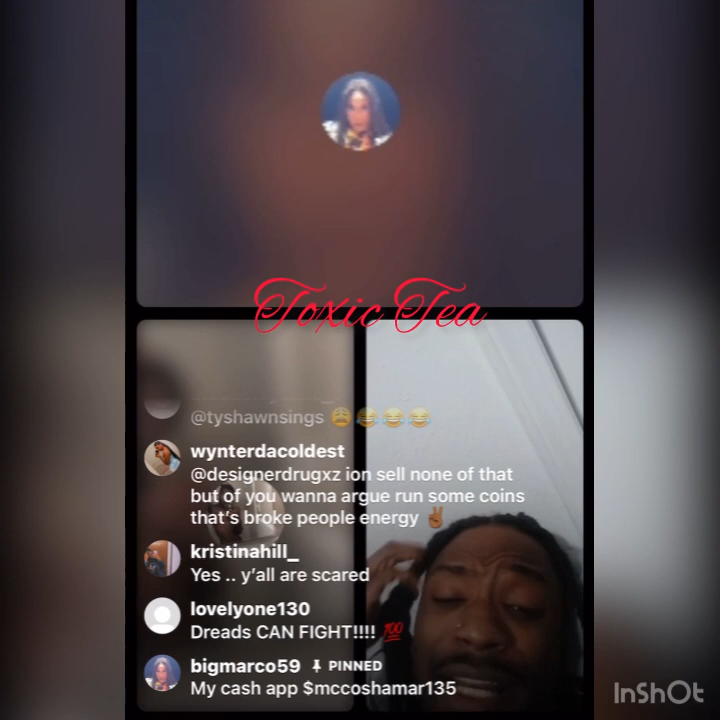 Toxic Tea
@tyshawnsings 😩😂😂😂
wynterdacoldest
@designerdrugxz ion sell none of that
but of you wanna argue run some coins
that's broke people energy ✌🏾
kristinahill_
Yes .. y'all are scared
lovelyone130
Dreads CAN FIGHT!!!! 💯
bigmarco59 PINNED
My cash app $mccoshamar135
InShOt